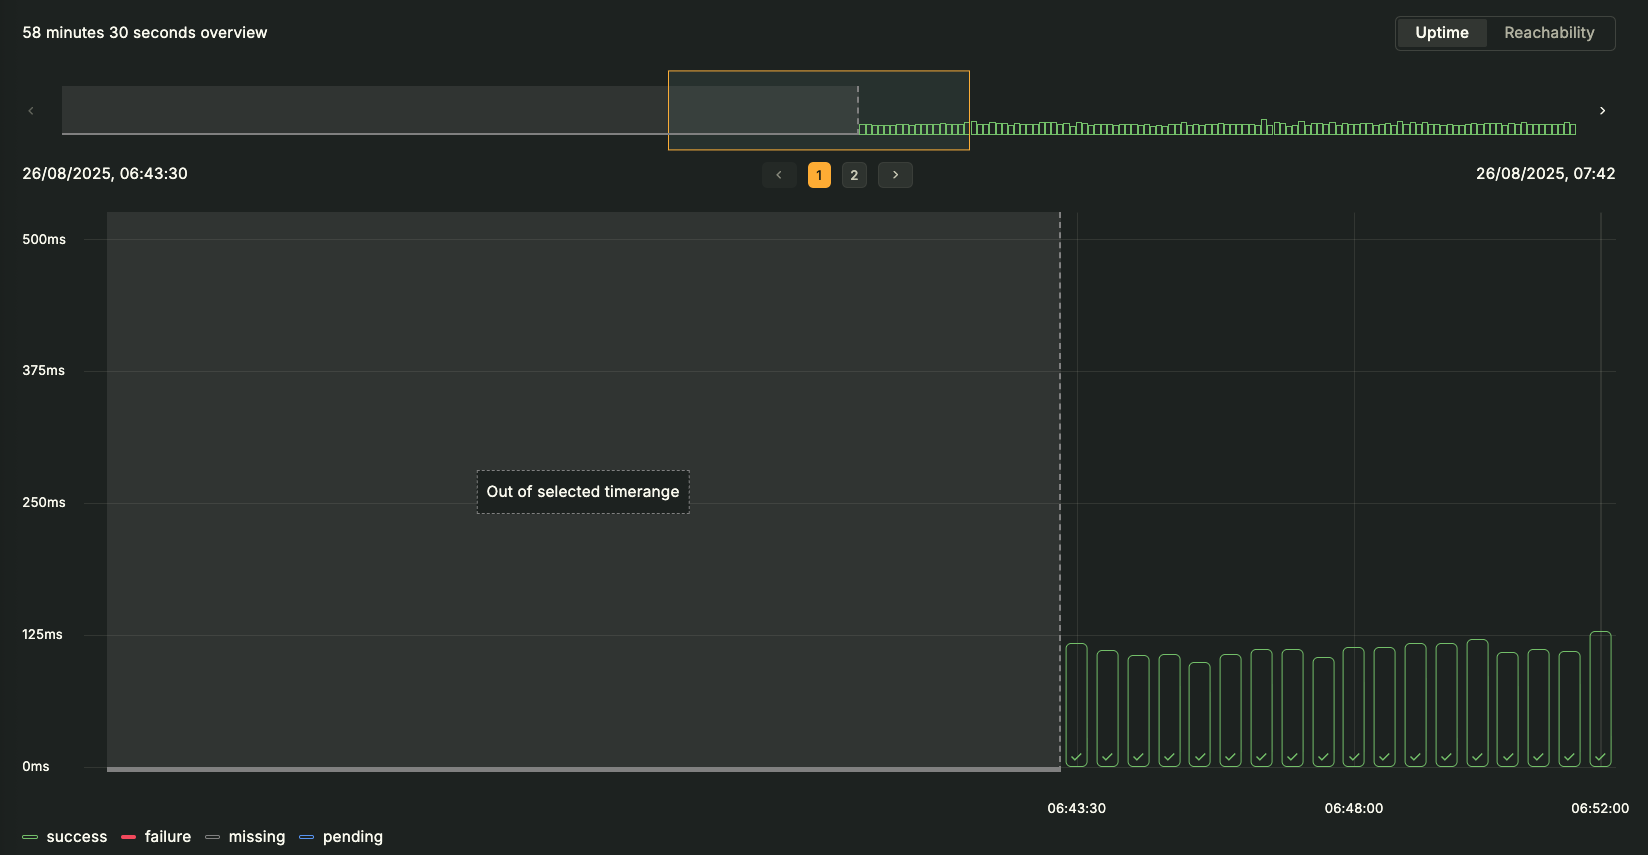 58 minutes 30 seconds overview
Uptime Reachability
26/08/2025, 06:43:30
1 2
26/08/2025, 07:42
500ms
375ms
250ms
125ms
0ms
Out of selected timerange
06:43:30 06:48:00 06:52:00
success failure missing pending